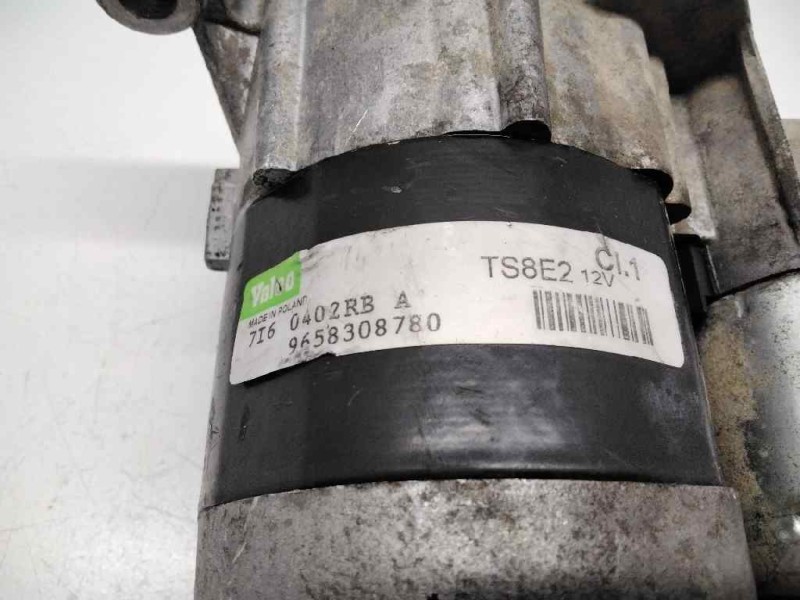 Valeo
MADE IN POLAND
7I6 0402RB A
9658308780
TS8E2 12V
Cl.1